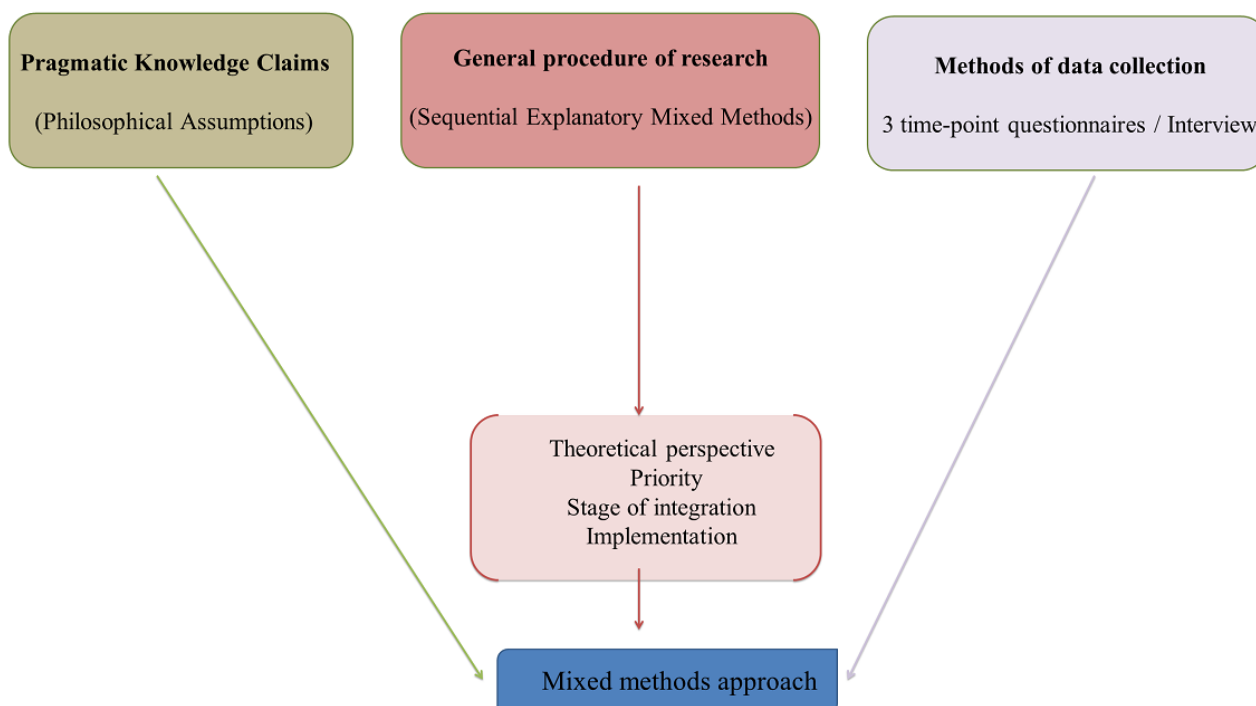 Pragmatic Knowledge Claims
(Philosophical Assumptions)
General procedure of research
(Sequential Explanatory Mixed Methods)
Methods of data collection
3 time-point questionnaires / Interview
Theoretical perspective
Priority
Stage of integration
Implementation
Mixed methods approach